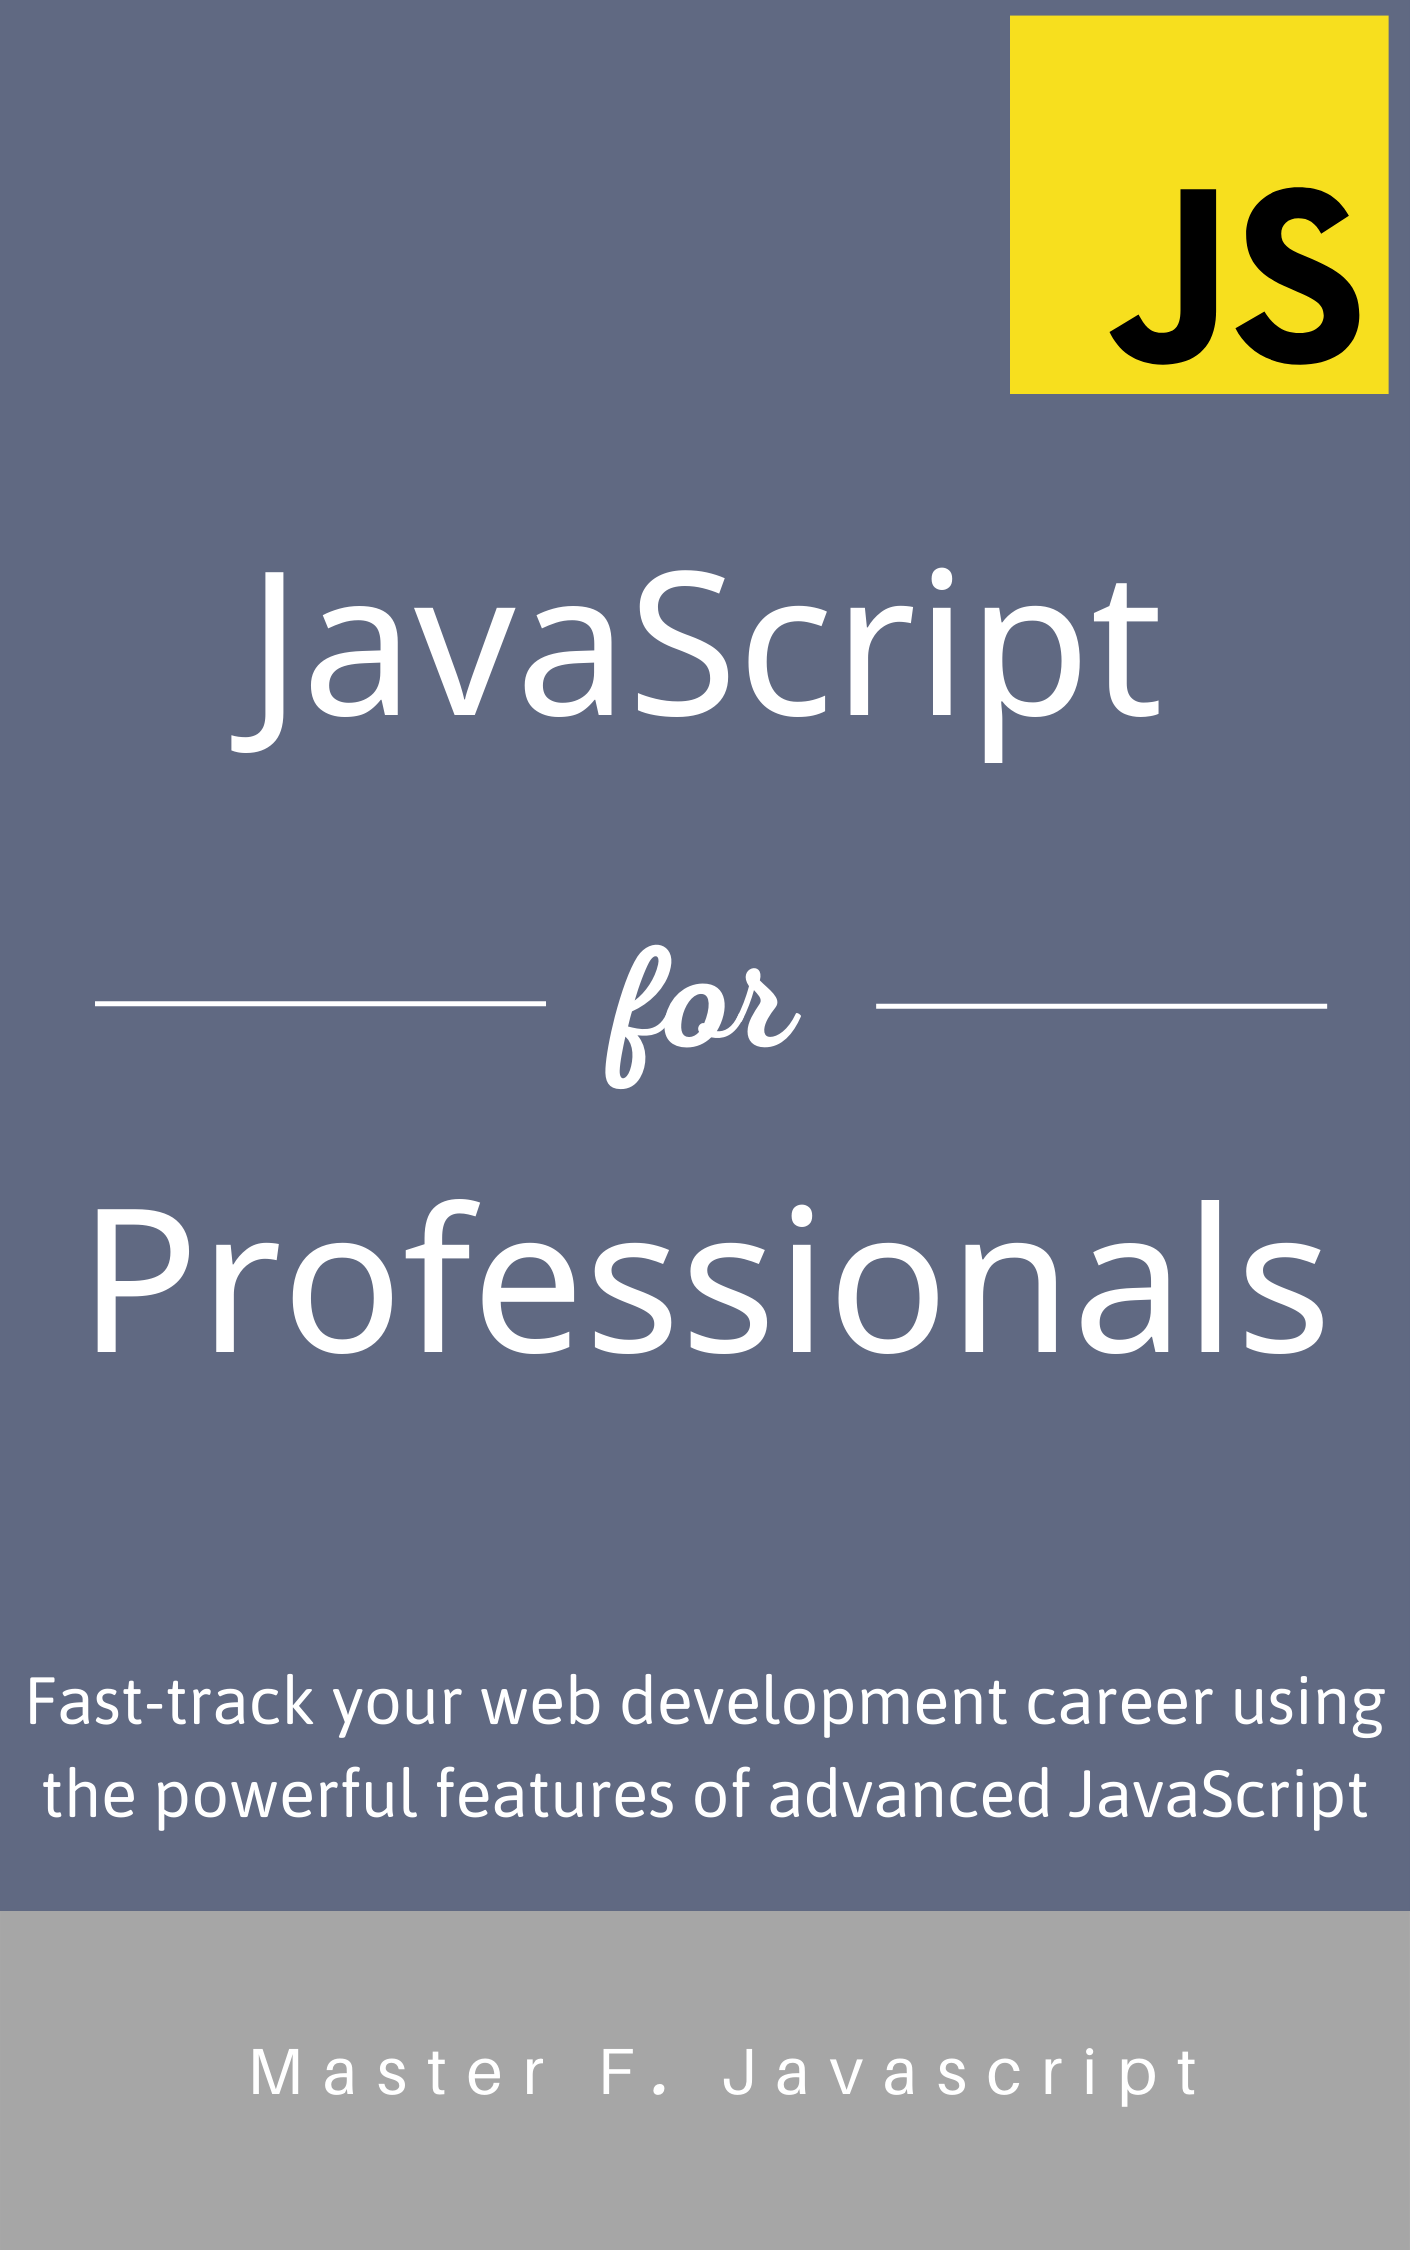 JS
JavaScript
for
Professionals
Fast-track your web development career using
the powerful features of advanced JavaScript
Master F. Javascript